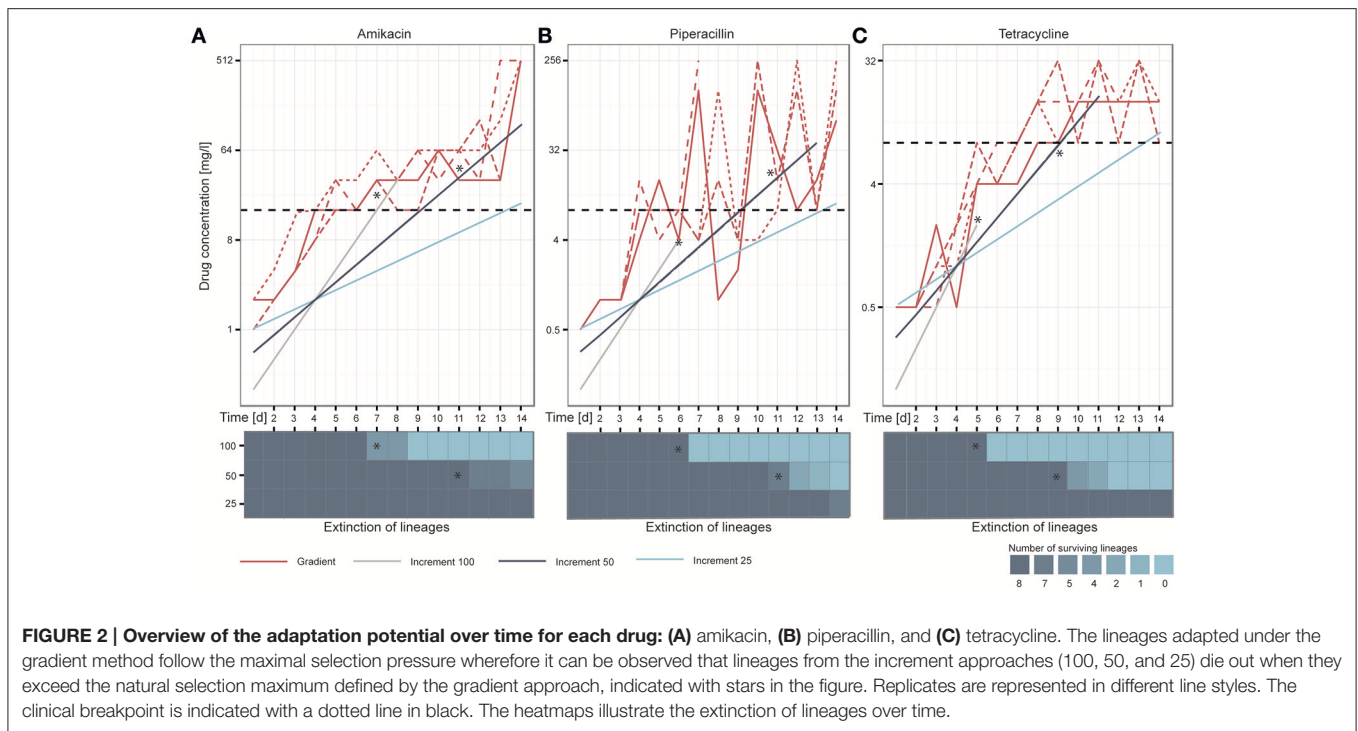 A
Amikacin
B
Piperacillin
C
Tetracycline
Drug concentration [mg/l]
512
64
8
1
256
32
4
0.5
32
4
0.5
*
*
*
*
*
*
Time [d] 2 3 4 5 6 7 8 9 10 11 12 13 14
Time [d] 2 3 4 5 6 7 8 9 10 11 12 13 14
Time [d] 2 3 4 5 6 7 8 9 10 11 12 13 14
100
50
25
*
*
*
*
*
*
Extinction of lineages
Extinction of lineages
Extinction of lineages
Gradient
Increment 100
Increment 50
Increment 25
Number of surviving lineages
8 7 5 4 2 1 0
FIGURE 2 | Overview of the adaptation potential over time for each drug: (A) amikacin, (B) piperacillin, and (C) tetracycline. The lineages adapted under the
gradient method follow the maximal selection pressure wherefore it can be observed that lineages from the increment approaches (100, 50, and 25) die out when they
exceed the natural selection maximum defined by the gradient approach, indicated with stars in the figure. Replicates are represented in different line styles. The
clinical breakpoint is indicated with a dotted line in black. The heatmaps illustrate the extinction of lineages over time.